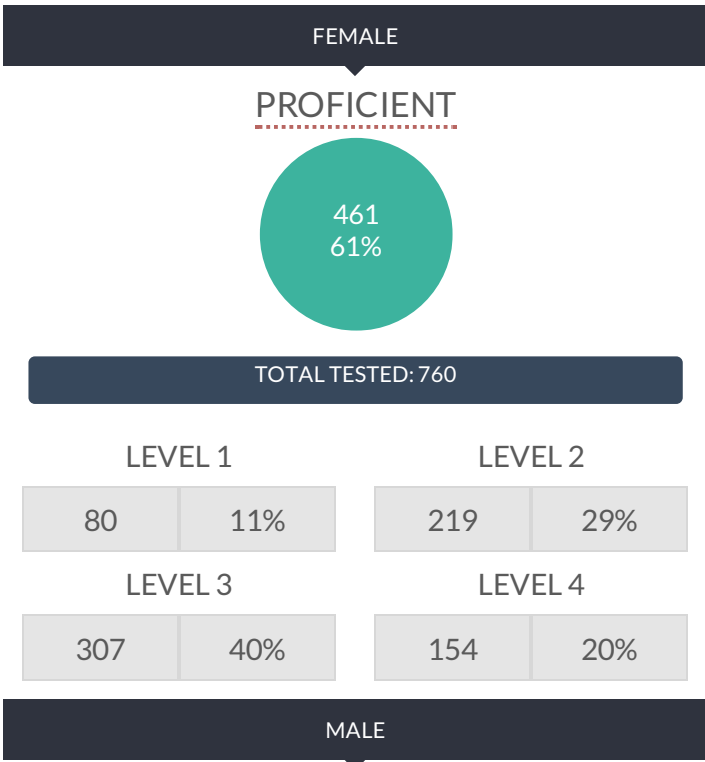 FEMALE
PROFICIENT
461
61%
TOTAL TESTED: 760
LEVEL 1 LEVEL 2
80 11% 219 29%
LEVEL 3 LEVEL 4
307 40% 154 20%
MALE